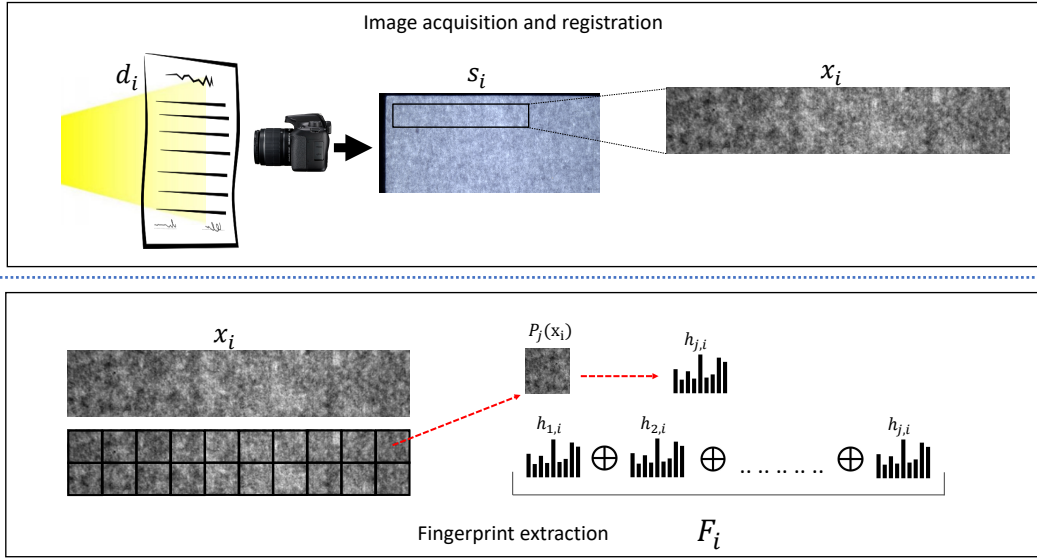 Image acquisition and registration
d_i
s_i
x_i
x_i
P_j(x_i)
h_{j,i}
h_{1,i} ⊕ h_{2,i} ⊕ .. .. .. .. .. ⊕ h_{j,i}
Fingerprint extraction
F_i